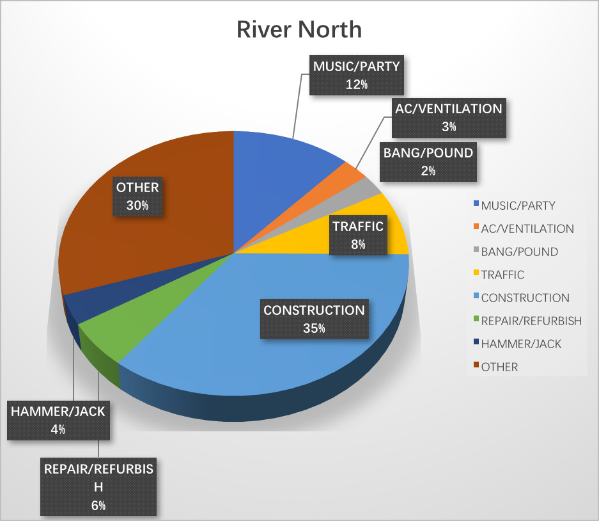 River North
MUSIC/PARTY
12%
AC/VENTILATION
3%
BANG/POUND
2%
OTHER
30%
TRAFFIC
8%
CONSTRUCTION
35%
HAMMER/JACK
4%
REPAIR/REFURBIS
H
6%
MUSIC/PARTY
AC/VENTILATION
BANG/POUND
TRAFFIC
CONSTRUCTION
REPAIR/REFURBISH
HAMMER/JACK
OTHER